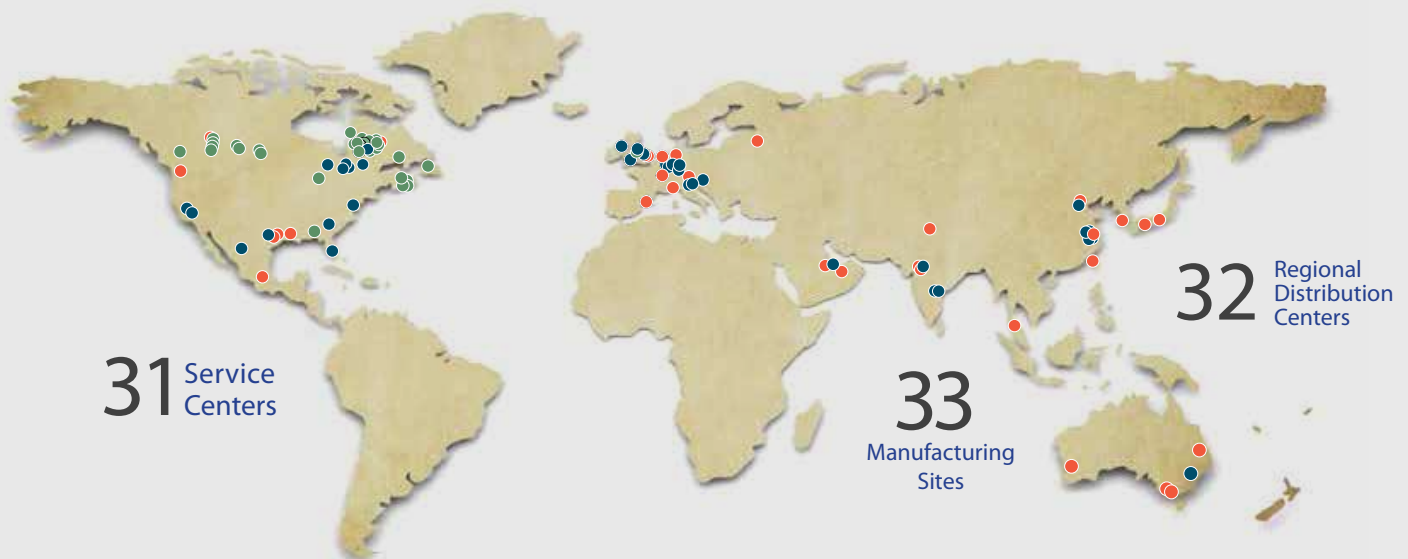 31 Service
Centers
33
Manufacturing
Sites
32 Regional
Distribution
Centers